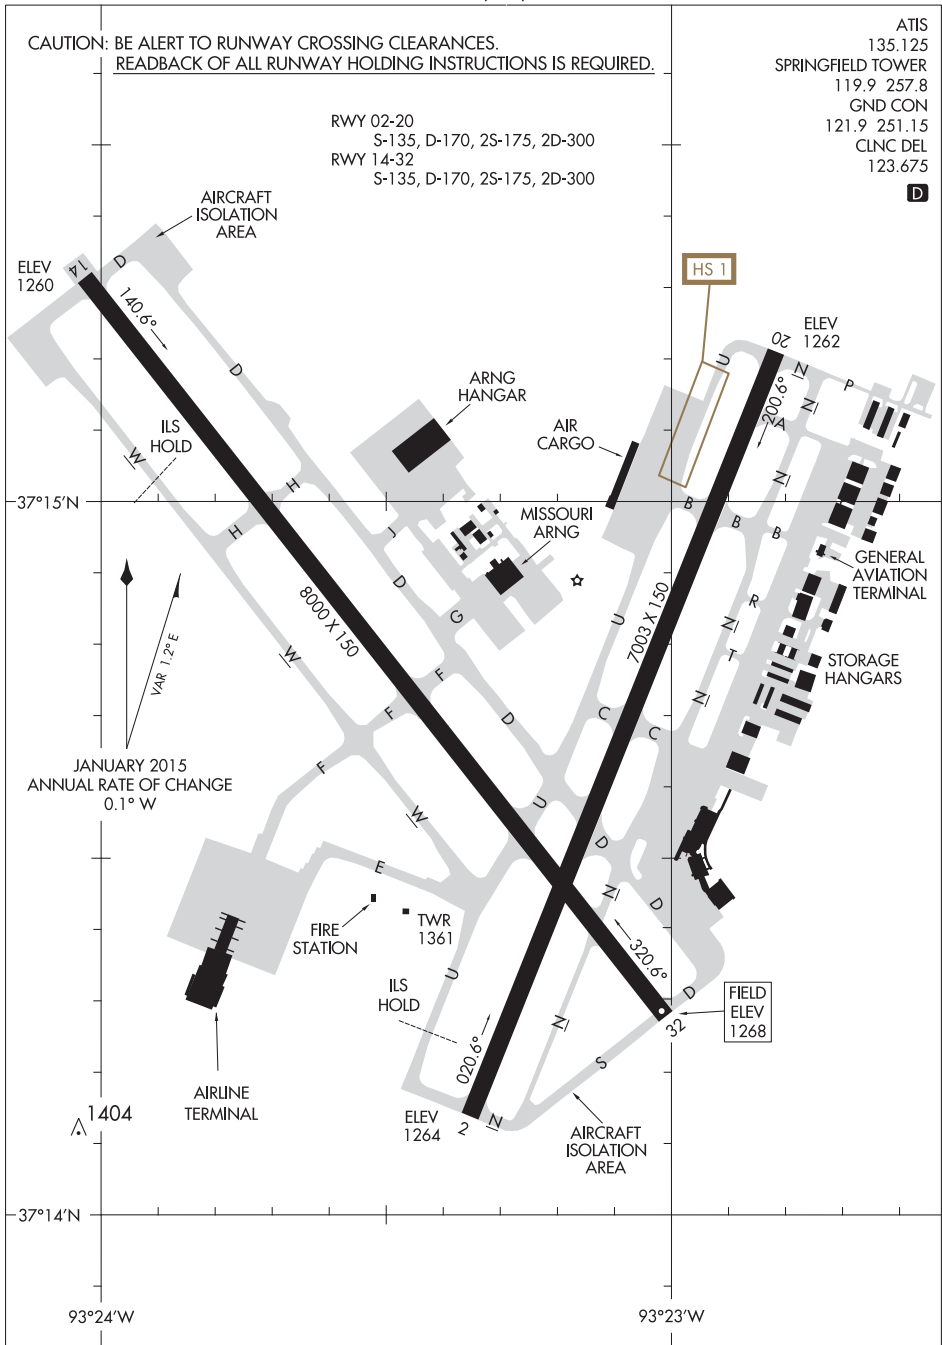 CAUTION: BE ALERT TO RUNWAY CROSSING CLEARANCES.
READBACK OF ALL RUNWAY HOLDING INSTRUCTIONS IS REQUIRED.
ATIS
135.125
SPRINGFIELD TOWER
119.9 257.8
GND CON
121.9 251.15
CLNC DEL
123.675
D
RWY 02-20
S-135, D-170, 2S-175, 2D-300
RWY 14-32
S-135, D-170, 2S-175, 2D-300
AIRCRAFT
ISOLATION
AREA
ELEV
1260
14
D
140.6°
HS 1
ELEV
1262
20
U
N
P
200.6°
N
A
D
ARNG
HANGAR
AIR
CARGO
ILS
HOLD
W
H
H
J
N
B
B
B
37°15'N
MISSOURI
ARNG
GENERAL
AVIATION
TERMINAL
D
G
8000 X 150
7003 X 150
U
R
N
T
VAR 1.2° E
W
F
F
F
D
N
C
C
STORAGE
HANGARS
JANUARY 2015
ANNUAL RATE OF CHANGE
0.1° W
W
U
D
E
N
D
FIRE
STATION
TWR
1361
320.6°
U
ILS
HOLD
D
FIELD
ELEV
1268
32
N
020.6°
S
AIRLINE
TERMINAL
1404
ELEV
1264
2
N
AIRCRAFT
ISOLATION
AREA
37°14'N
93°24'W
93°23'W